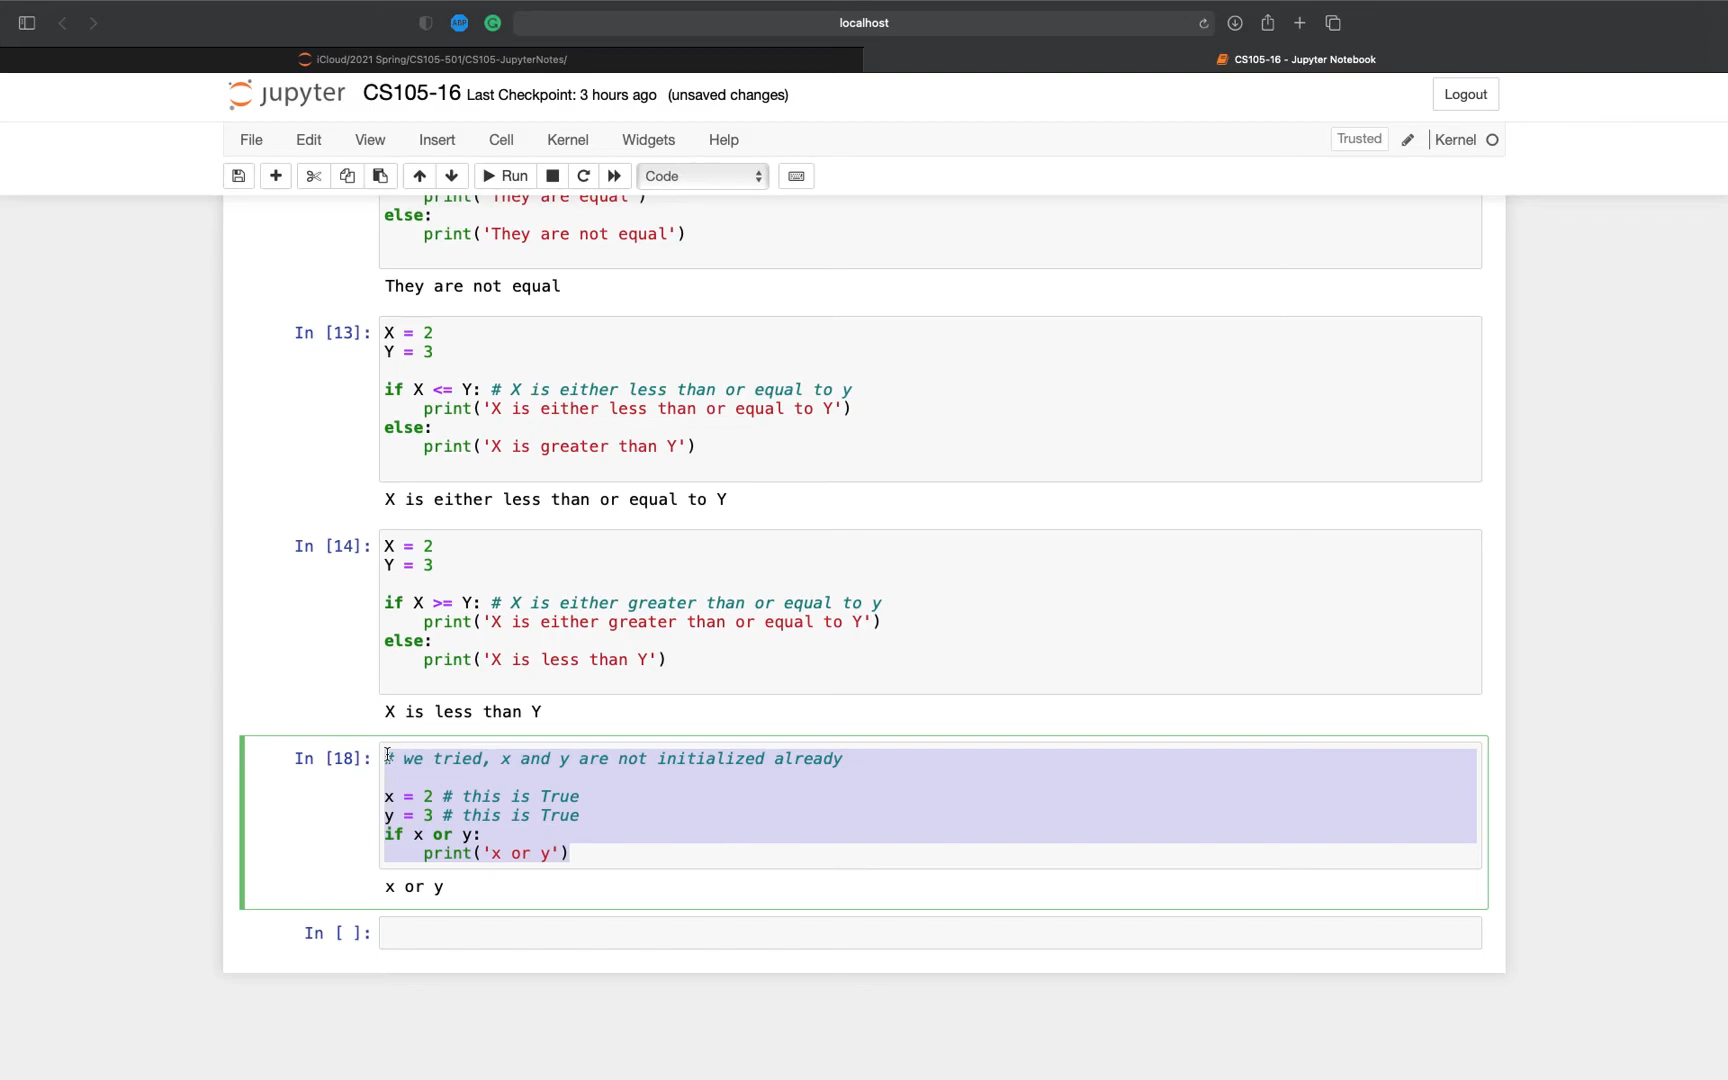 localhost
ABP
iCloud/2021 Spring/CS105-501/CS105-JupyterNotes/
CS105-16 - Jupyter Notebook
jupyter CS105-16 Last Checkpoint: 3 hours ago (unsaved changes)
Logout
File Edit View Insert Cell Kernel Widgets Help
Trusted Kernel
Run Code
print('They are equal')
else:
print('They are not equal')
They are not equal
In [13]: X = 2
Y = 3
if X <= Y: # X is either less than or equal to y
print('X is either less than or equal to Y')
else:
print('X is greater than Y')
X is either less than or equal to Y
In [14]: X = 2
Y = 3
if X >= Y: # X is either greater than or equal to y
print('X is either greater than or equal to Y')
else:
print('X is less than Y')
X is less than Y
In [18]: # we tried, x and y are not initialized already
x = 2 # this is True
y = 3 # this is True
if x or y:
print('x or y')
x or y
In [ ]: